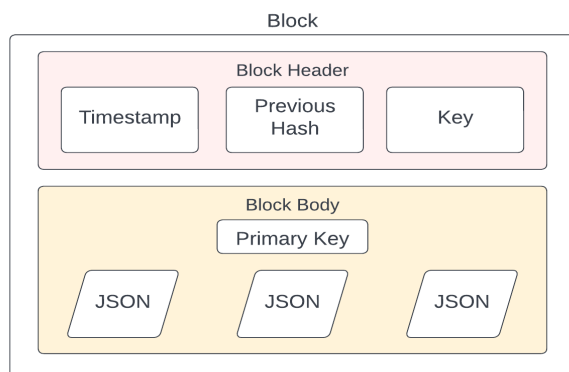 Block
Block Header
Timestamp
Previous
Hash
Key
Block Body
Primary Key
JSON
JSON
JSON